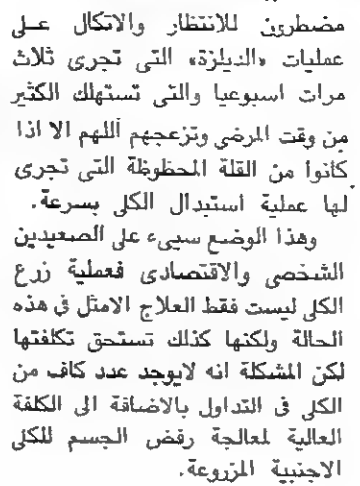 مضطرون للانتظار والاتكال على
عمليات «الديلزة» التى تجرى ثلاث
مرات اسبوعيا والتى تستهلك الكثير
من وقت المرضى وتزعجهم اللهم الا اذا
كانوا من القلة المحظوظة التى تجرى
لها عملية استبدال الكلى بسرعة.
وهذا الوضع سيىء على الصعيدين
الشخصى والاقتصادى فعملية زرع
الكلى ليست فقط العلاج الامثل فى هذه
الحالة ولكنها كذلك تستحق تكلفتها
لكن المشكلة انه لايوجد عدد كاف من
الكلى فى التداول بالاضافة الى الكلفة
العالية لمعالجة رفض الجسم للكلى
الاجنبية المزروعة.